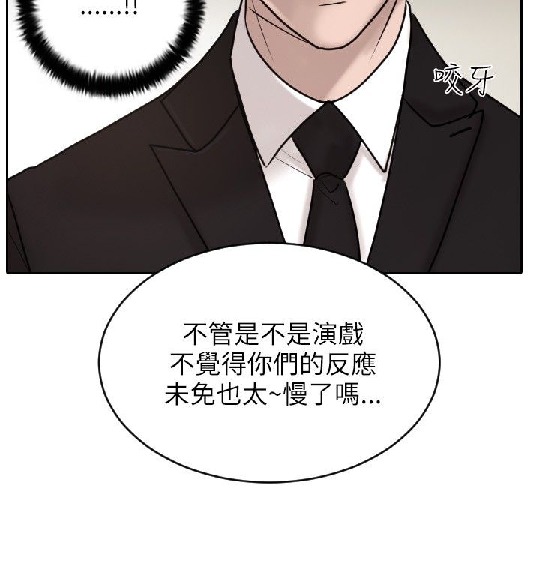 ......!!
咬牙
不管是不是演戲
不覺得你們的反應
未免也太~慢了嗎...